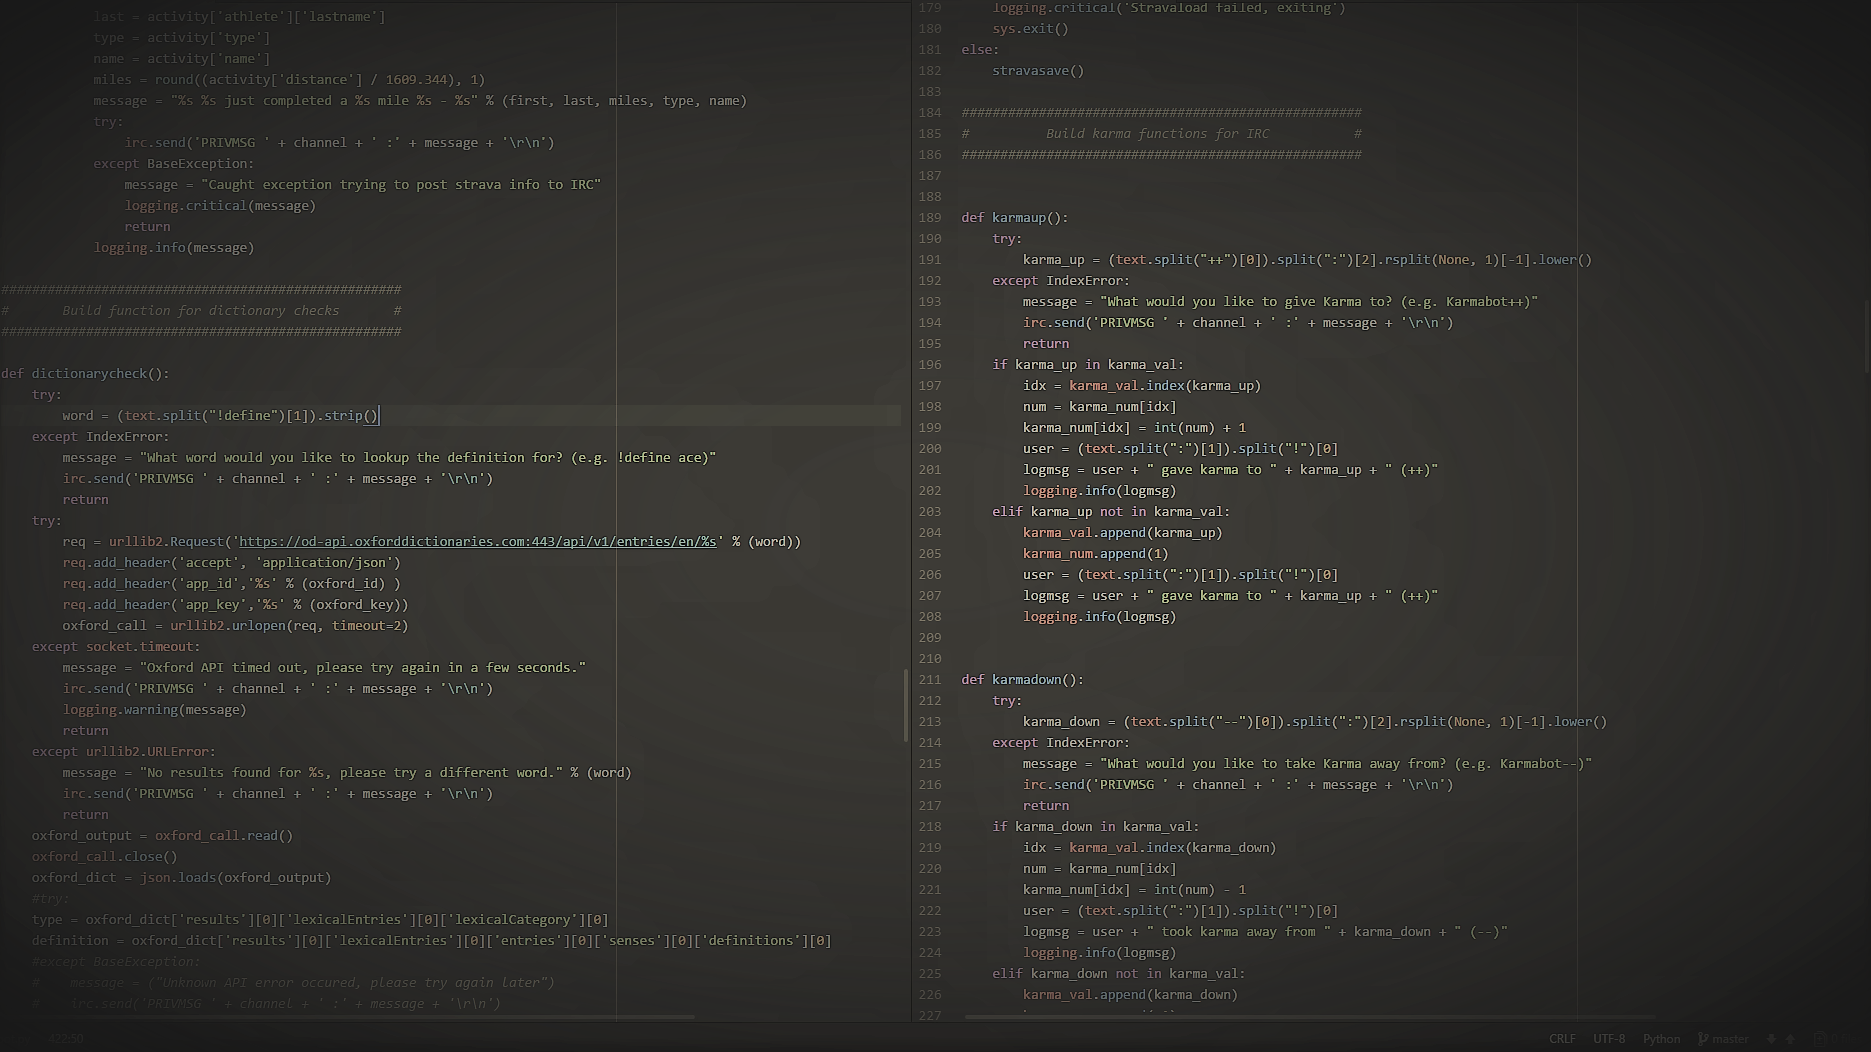 last = activity['athlete']['lastname']
type = activity['type']
name = activity['name']
miles = round((activity['distance'] / 1609.344), 1)
message = "%s %s just completed a %s mile %s - %s" % (first, last, miles, type, name)
try:
irc.send('PRIVMSG ' + channel + ' :' + message + '\r\n')
except BaseException:
message = "Caught exception trying to post strava info to IRC"
logging.critical(message)
return
logging.info(message)
####################################################
# Build function for dictionary checks #
####################################################
def dictionarycheck():
try:
word = (text.split("!define")[1]).strip()
except IndexError:
message = "What word would you like to lookup the definition for? (e.g. !define ace)"
irc.send('PRIVMSG ' + channel + ' :' + message + '\r\n')
return
try:
req = urllib2.Request('https://od-api.oxforddictionaries.com:443/api/v1/entries/en/%s' % (word))
req.add_header('accept', 'application/json')
req.add_header('app_id','%s' % (oxford_id) )
req.add_header('app_key','%s' % (oxford_key))
oxford_call = urllib2.urlopen(req, timeout=2)
except socket.timeout:
message = "Oxford API timed out, please try again in a few seconds."
irc.send('PRIVMSG ' + channel + ' :' + message + '\r\n')
logging.warning(message)
return
except urllib2.URLError:
message = "No results found for %s, please try a different word." % (word)
irc.send('PRIVMSG ' + channel + ' :' + message + '\r\n')
return
oxford_output = oxford_call.read()
oxford_call.close()
oxford_dict = json.loads(oxford_output)
#try:
type = oxford_dict['results'][0]['lexicalEntries'][0]['lexicalCategory'][0]
definition = oxford_dict['results'][0]['lexicalEntries'][0]['entries'][0]['senses'][0]['definitions'][0]
#except BaseException:
# message = ("Unknown API error occured, please try again later")
# irc.send('PRIVMSG ' + channel + ' :' + message + '\r\n')
422:50
179 logging.critical('Stravaload failed, exiting')
180 sys.exit()
181 else:
182 stravasave()
183
184 ####################################################
185 # Build karma functions for IRC #
186 ####################################################
187
188
189 def karmaup():
190 try:
191 karma_up = (text.split("++")[0]).split(":")[2].rsplit(None, 1)[-1].lower()
192 except IndexError:
193 message = "What would you like to give Karma to? (e.g. Karmabot++)"
194 irc.send('PRIVMSG ' + channel + ' :' + message + '\r\n')
195 return
196 if karma_up in karma_val:
197 idx = karma_val.index(karma_up)
198 num = karma_num[idx]
199 karma_num[idx] = int(num) + 1
200 user = (text.split(":")[1]).split("!")[0]
201 logmsg = user + " gave karma to " + karma_up + " (++)"
202 logging.info(logmsg)
203 elif karma_up not in karma_val:
204 karma_val.append(karma_up)
205 karma_num.append(1)
206 user = (text.split(":")[1]).split("!")[0]
207 logmsg = user + " gave karma to " + karma_up + " (++)"
208 logging.info(logmsg)
209
210
211 def karmadown():
212 try:
213 karma_down = (text.split("--")[0]).split(":")[2].rsplit(None, 1)[-1].lower()
214 except IndexError:
215 message = "What would you like to take Karma away from? (e.g. Karmabot--)"
216 irc.send('PRIVMSG ' + channel + ' :' + message + '\r\n')
217 return
218 if karma_down in karma_val:
219 idx = karma_val.index(karma_down)
220 num = karma_num[idx]
221 karma_num[idx] = int(num) - 1
222 user = (text.split(":")[1]).split("!")[0]
223 logmsg = user + " took karma away from " + karma_down + " (--)"
224 logging.info(logmsg)
225 elif karma_down not in karma_val:
226 karma_val.append(karma_down)
227
CRLF UTF-8 Python master